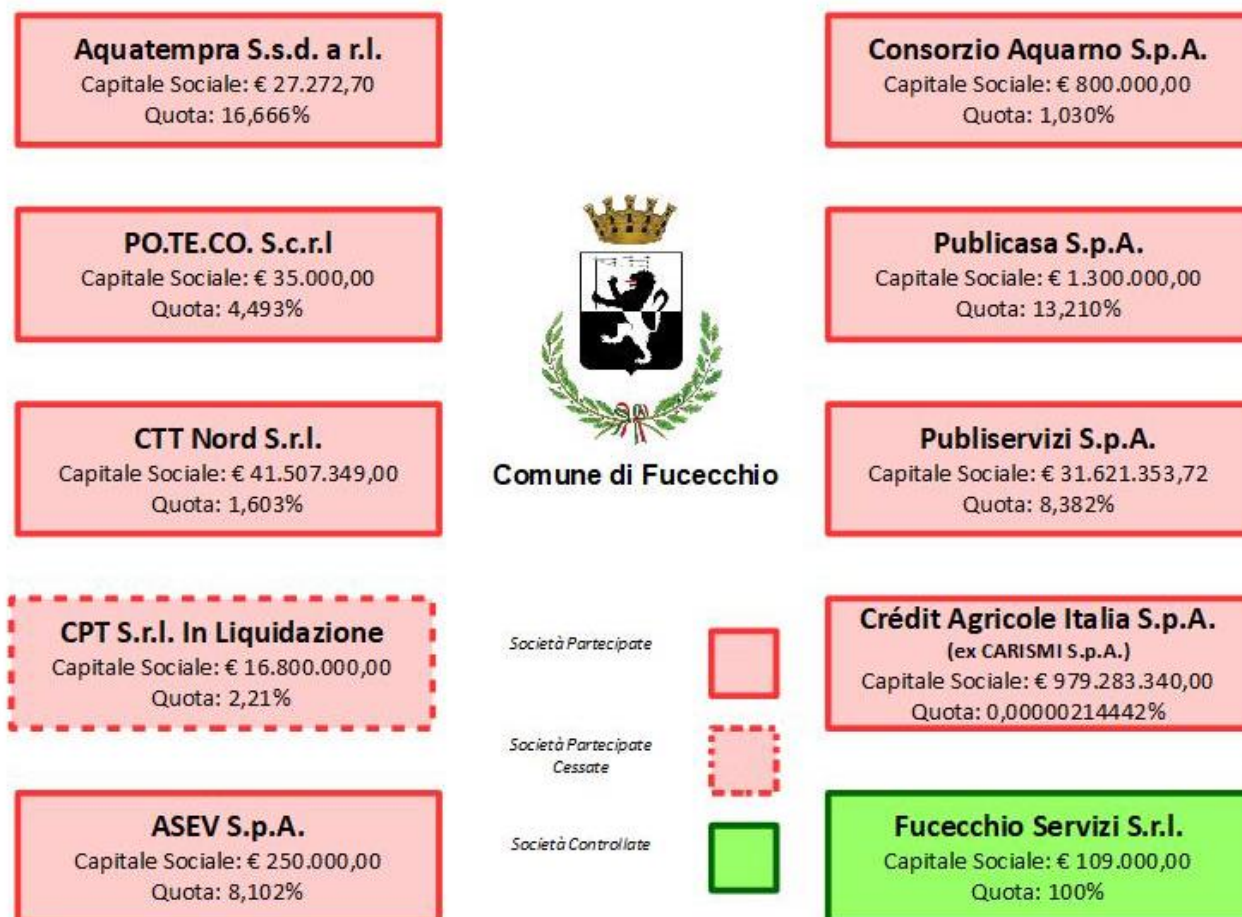 Aquatempra S.s.d. a r.l.
Capitale Sociale: € 27.272,70
Quota: 16,666%
PO.TE.CO. S.c.r.l
Capitale Sociale: € 35.000,00
Quota: 4,493%
CTT Nord S.r.l.
Capitale Sociale: € 41.507.349,00
Quota: 1,603%
CPT S.r.l. In Liquidazione
Capitale Sociale: € 16.800.000,00
Quota: 2,21%
ASEV S.p.A.
Capitale Sociale: € 250.000,00
Quota: 8,102%
Comune di Fucecchio
Società Partecipate
Società Partecipate
Cessate
Società Controllate
Consorzio Aquarno S.p.A.
Capitale Sociale: € 800.000,00
Quota: 1,030%
Publicasa S.p.A.
Capitale Sociale: € 1.300.000,00
Quota: 13,210%
Publiservizi S.p.A.
Capitale Sociale: € 31.621.353,72
Quota: 8,382%
Crédit Agricole Italia S.p.A.
(ex CARISMI S.p.A.)
Capitale Sociale: € 979.283.340,00
Quota: 0,00000214442%
Fucecchio Servizi S.r.l.
Capitale Sociale: € 109.000,00
Quota: 100%